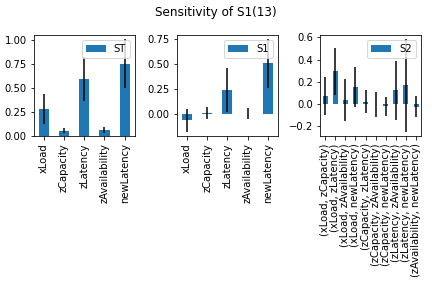 Sensitivity of S1(13)
1.00
0.75
0.50
0.25
0.00
ST
xLoad
zCapacity
zLatency
zAvailability
newLatency
0.75
0.50
0.25
0.00
S1
xLoad
zCapacity
zLatency
zAvailability
newLatency
0.6
0.4
0.2
0.0
−0.2
S2
(xLoad, zCapacity)
(xLoad, zLatency)
(xLoad, zAvailability)
(xLoad, newLatency)
(zCapacity, zLatency)
(zCapacity, zAvailability)
(zCapacity, newLatency)
(zLatency, zAvailability)
(zLatency, newLatency)
(zAvailability, newLatency)